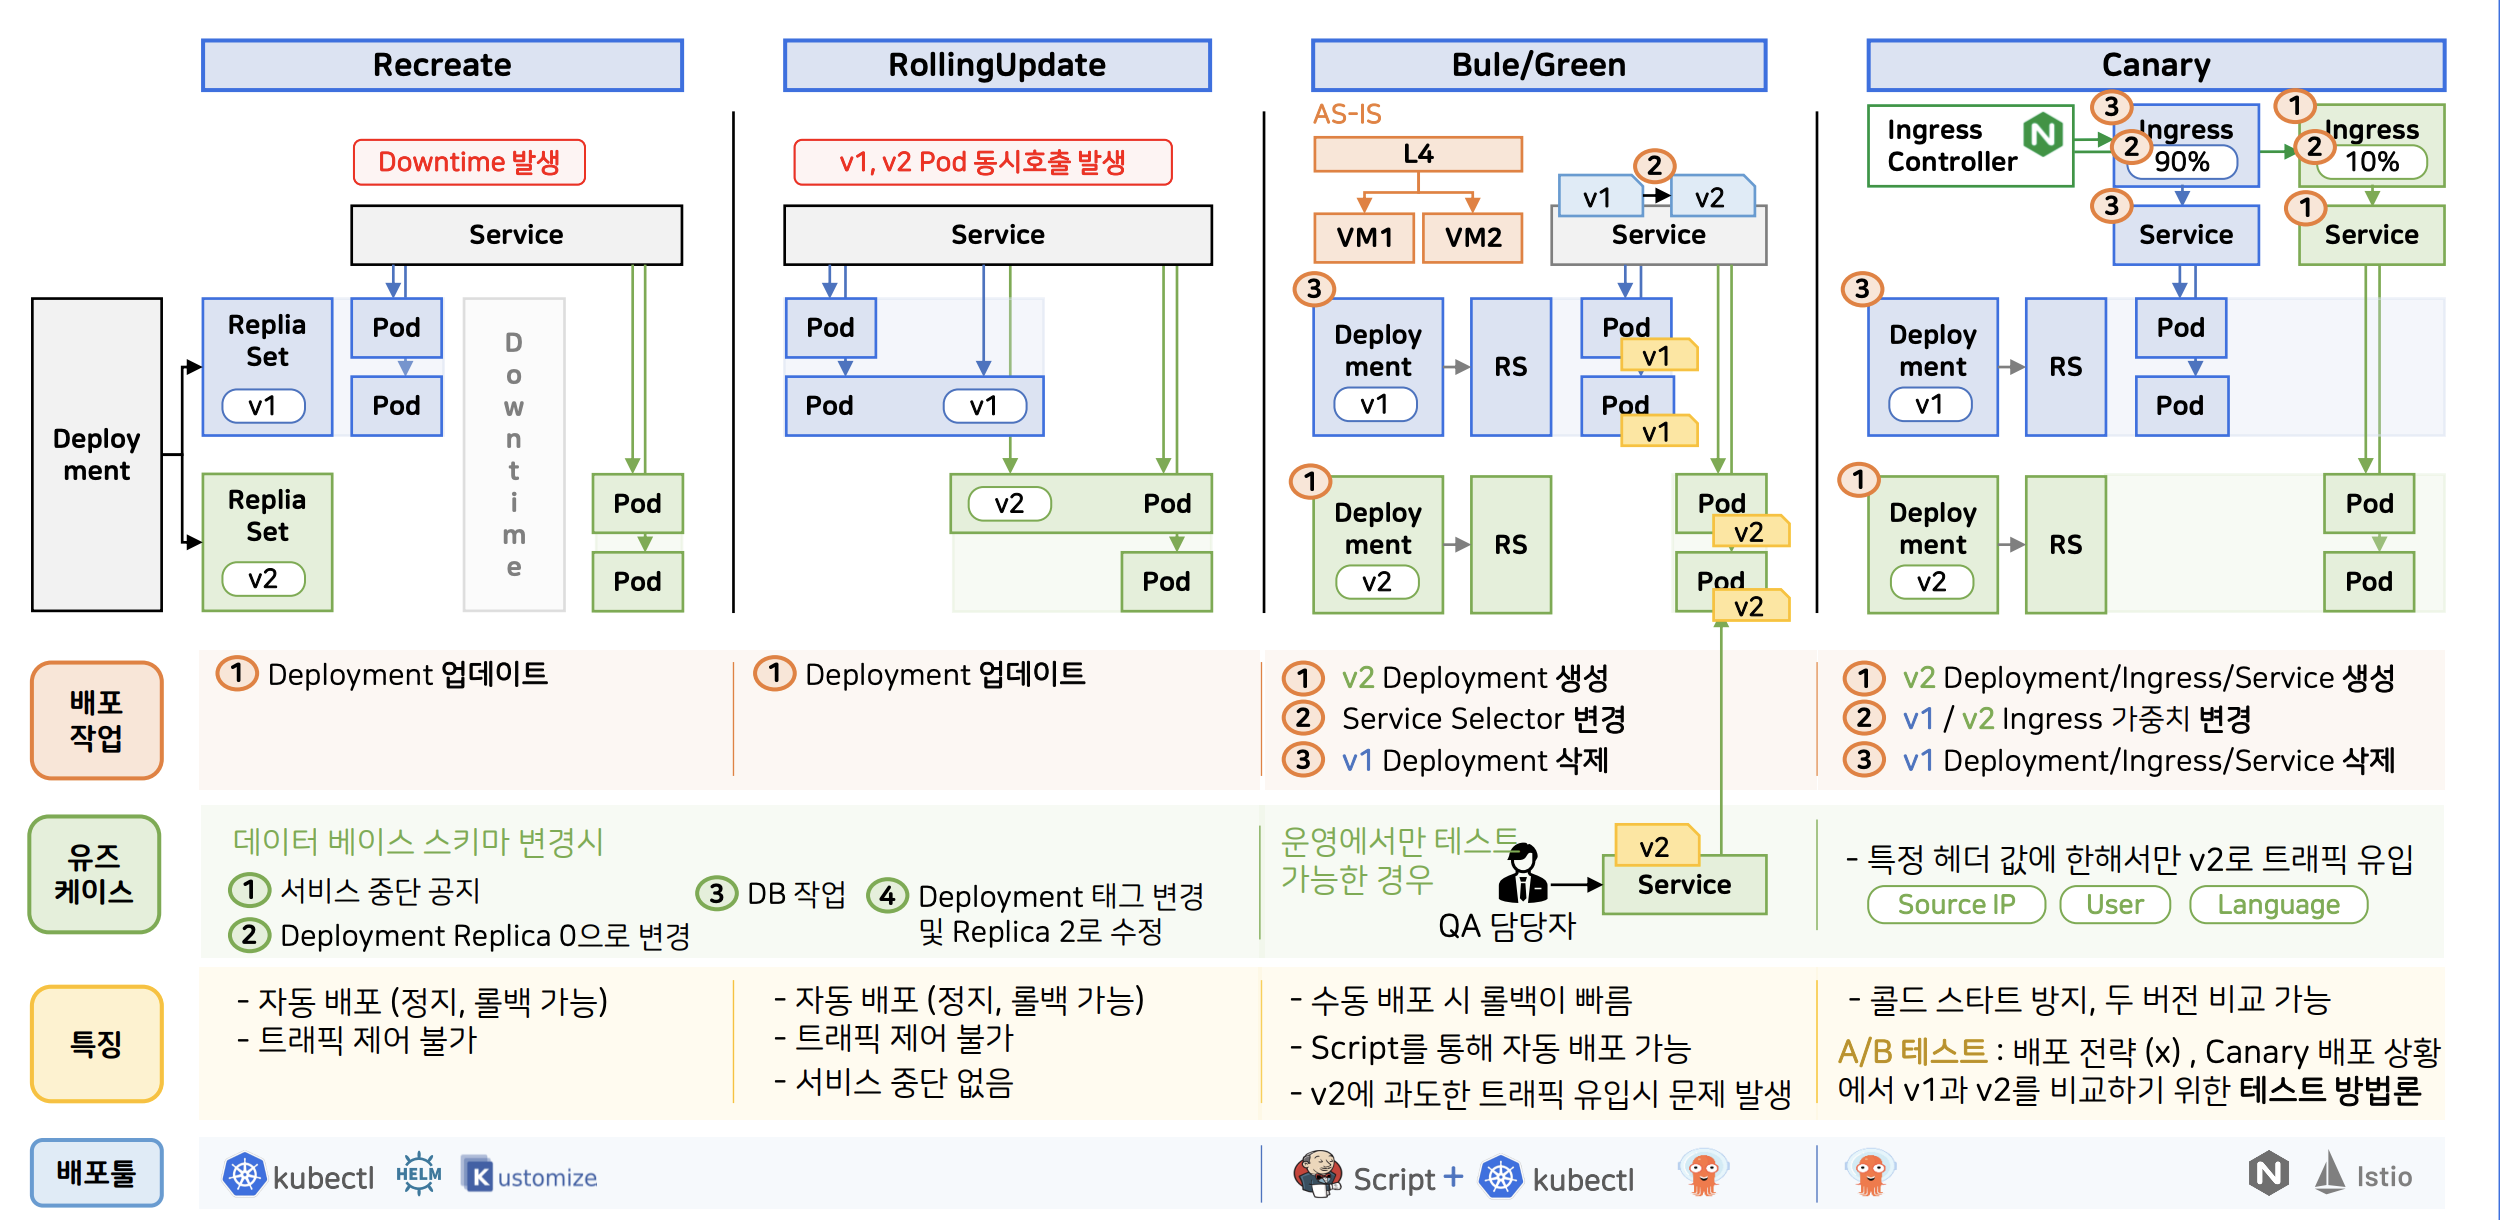 Recreate
RollingUpdate
Bule/Green
Canary
Downtime 발생
Service
Deploy
ment
Replia
Set
v1
Replia
Set
v2
Pod
Pod
Downtime
Pod
Pod
v1, v2 Pod 동시호출 발생
Service
Pod
Pod
v1
v2
Pod
Pod
AS-IS
L4
VM1
VM2
2
v1
v2
Service
3
Deploy
ment
v1
RS
Pod
v1
Pod
v1
1
Deploy
ment
v2
RS
Pod
v2
Pod
v2
Ingress
Controller
N
3
Ingress
2
90%
1
Ingress
2
10%
3
Service
1
Service
3
Deploy
ment
v1
RS
Pod
Pod
1
Deploy
ment
v2
RS
Pod
Pod
배포
작업
1 Deployment 업데이트
1 Deployment 업데이트
1 v2 Deployment 생성
2 Service Selector 변경
3 v1 Deployment 삭제
1 v2 Deployment/Ingress/Service 생성
2 v1 / v2 Ingress 가중치 변경
3 v1 Deployment/Ingress/Service 삭제
유즈
케이스
데이터 베이스 스키마 변경시
1 서비스 중단 공지
2 Deployment Replica 0으로 변경
3 DB 작업
4 Deployment 태그 변경
및 Replica 2로 수정
운영에서만 테스트
가능한 경우
QA 담당자
v2
Service
- 특정 헤더 값에 한해서만 v2로 트래픽 유입
Source IP
User
Language
특징
- 자동 배포 (정지, 롤백 가능)
- 트래픽 제어 불가
- 자동 배포 (정지, 롤백 가능)
- 트래픽 제어 불가
- 서비스 중단 없음
- 수동 배포 시 롤백이 빠름
- Script를 통해 자동 배포 가능
- v2에 과도한 트래픽 유입시 문제 발생
- 콜드 스타트 방지, 두 버전 비교 가능
A/B 테스트 : 배포 전략 (x) , Canary 배포 상황
에서 v1과 v2를 비교하기 위한 테스트 방법론
배포툴
kubectl
HELM
Kustomize
Script + kubectl
N
Istio